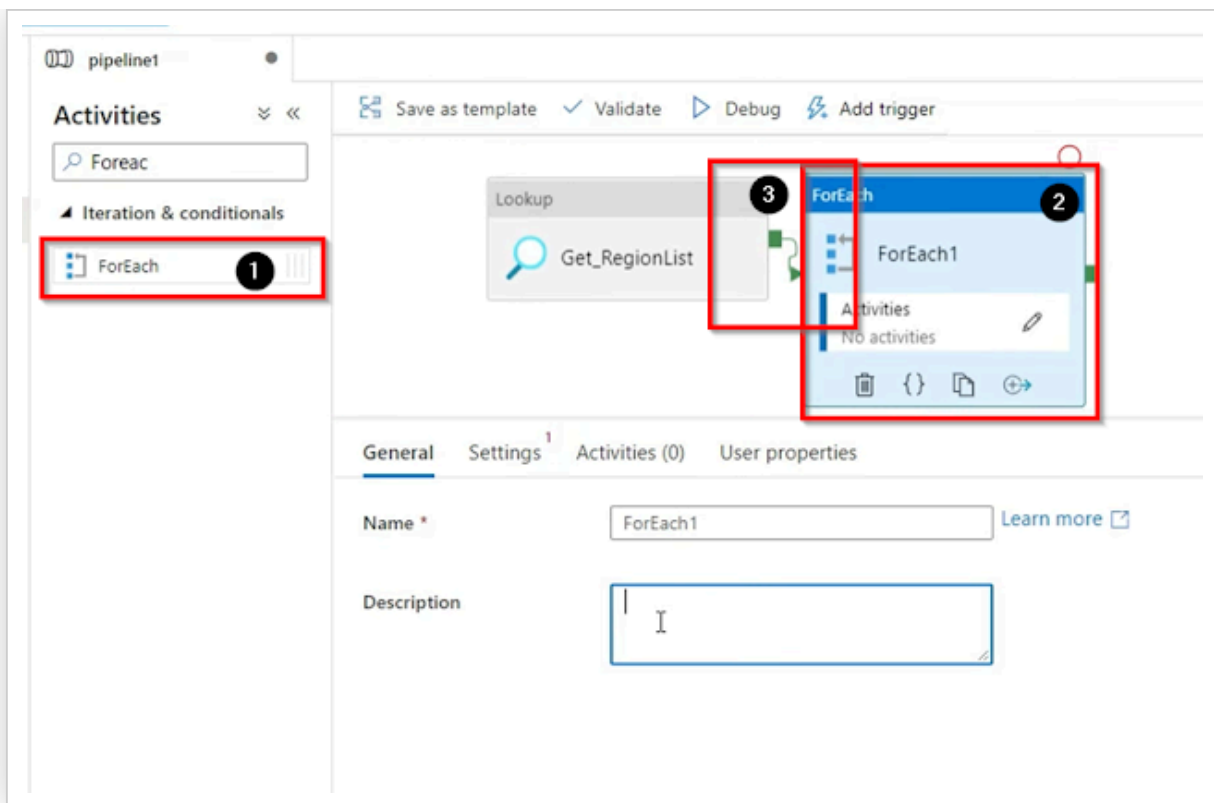 pipeline1
Activities
Foreac
Iteration & conditionals
ForEach
1
Save as template
Validate
Debug
Add trigger
Lookup
Get_RegionList
3
ForEach
2
ForEach1
Activities
No activities
{}
General
Settings 1
Activities (0)
User properties
Name *
ForEach1
Learn more
Description